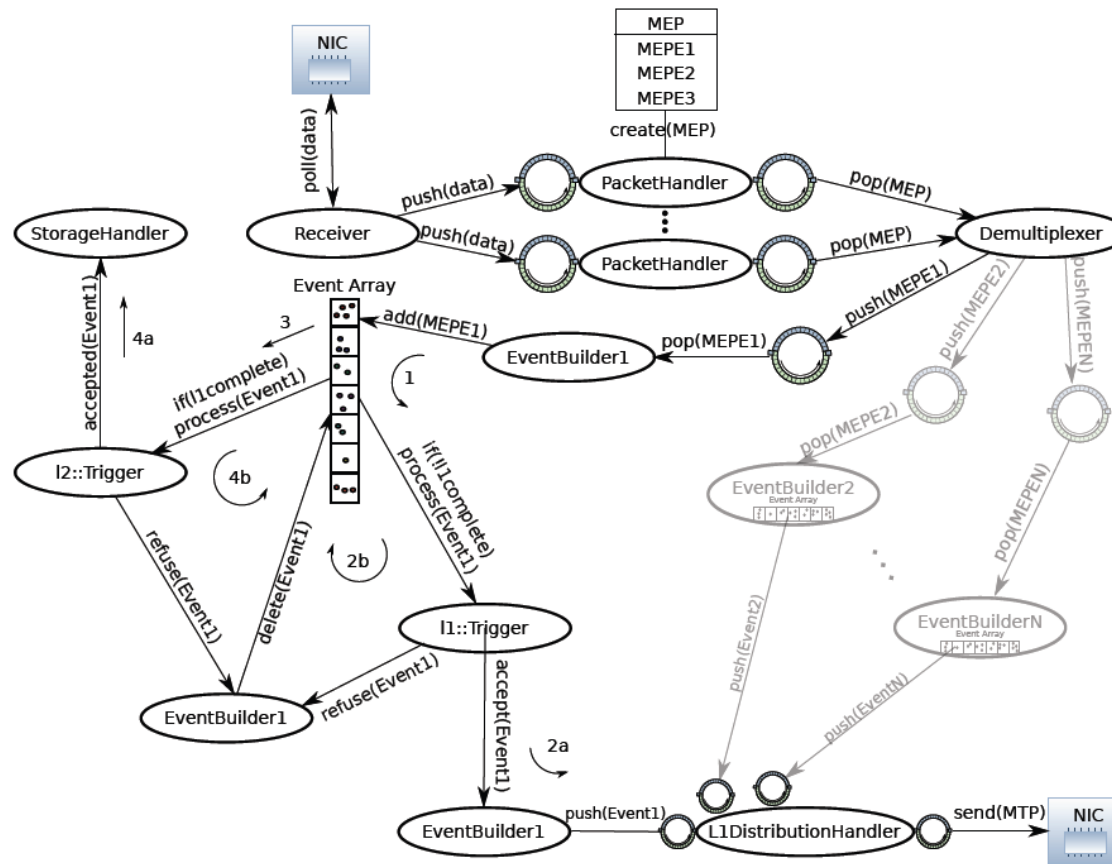 MEP
MEPE1
MEPE2
MEPE3
NIC
create(MEP)
poll(data)
push(data)
PacketHandler
pop(MEP)
StorageHandler
Receiver
push(data)
PacketHandler
pop(MEP)
Demultiplexer
Event Array
push(MEPE1)
push(MEPE2)
push(MEPEN)
accepted(Event1)
4a
3
add(MEPE1)
EventBuilder1
pop(MEPE1)
if(l1complete)
process(Event1)
1
if(!l1complete)
process(Event1)
pop(MEPE2)
pop(MEPEN)
l2::Trigger
4b
EventBuilder2
Event Array
refuse(Event1)
delete(Event1)
2b
l1::Trigger
push(Event2)
EventBuilderN
Event Array
EventBuilder1
refuse(Event1)
accept(Event1)
2a
push(EventN)
EventBuilder1
push(Event1)
L1DistributionHandler
send(MTP)
NIC